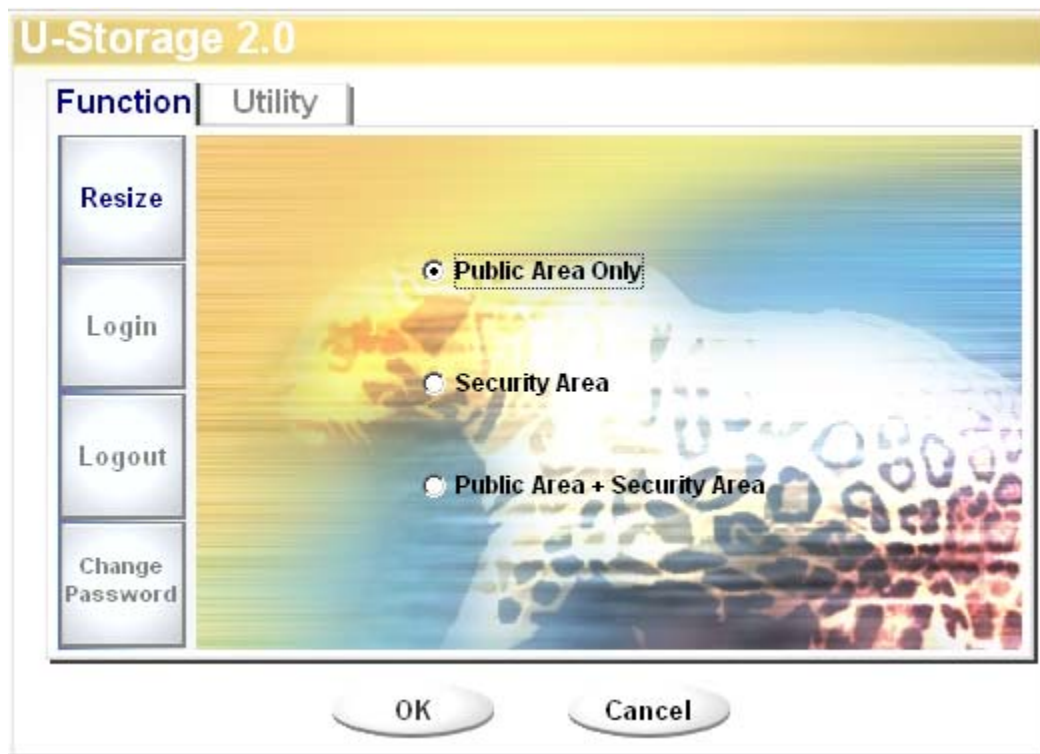 U-Storage 2.0
Function
Utility
Resize
Login
Logout
Change
Password
Public Area Only
Security Area
Public Area + Security Area
OK
Cancel